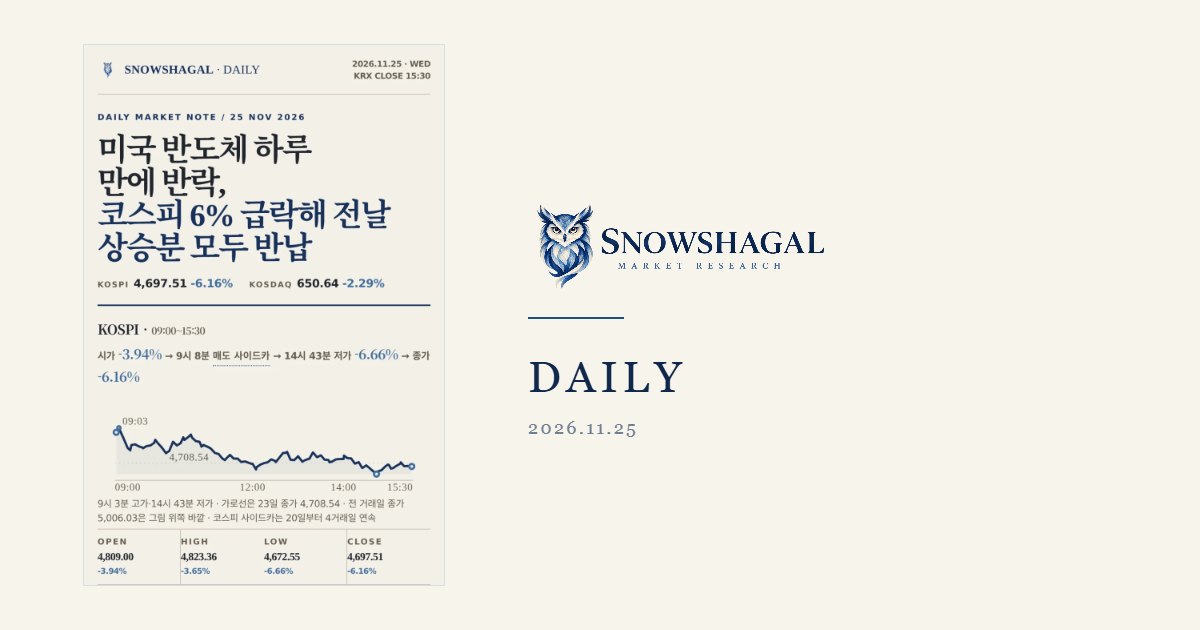 SNOWSHAGAL · DAILY
2026.11.25 · WED
KRX CLOSE 15:30
DAILY MARKET NOTE / 25 NOV 2026
미국 반도체 하루
만에 반락,
코스피 6% 급락해 전날
상승분 모두 반납
KOSPI 4,697.51 -6.16% KOSDAQ 650.64 -2.29%
KOSPI · 09:00~15:30
시가 -3.94% → 9시 8분 매도 사이드카 → 14시 43분 저가 -6.66% → 종가
-6.16%
09:03
4,708.54
09:00 12:00 14:00 15:30
9시 3분 고가·14시 43분 저가 · 가로선은 23일 종가 4,708.54 · 전 거래일 종가
5,006.03은 그림 위쪽 바깥 · 코스피 사이드카는 20일부터 4거래일 연속
OPEN HIGH LOW CLOSE
4,809.00 4,823.36 4,672.55 4,697.51
-3.94% -3.65% -6.66% -6.16%
SNOWSHAGAL
MARKET RESEARCH
DAILY
2026.11.25